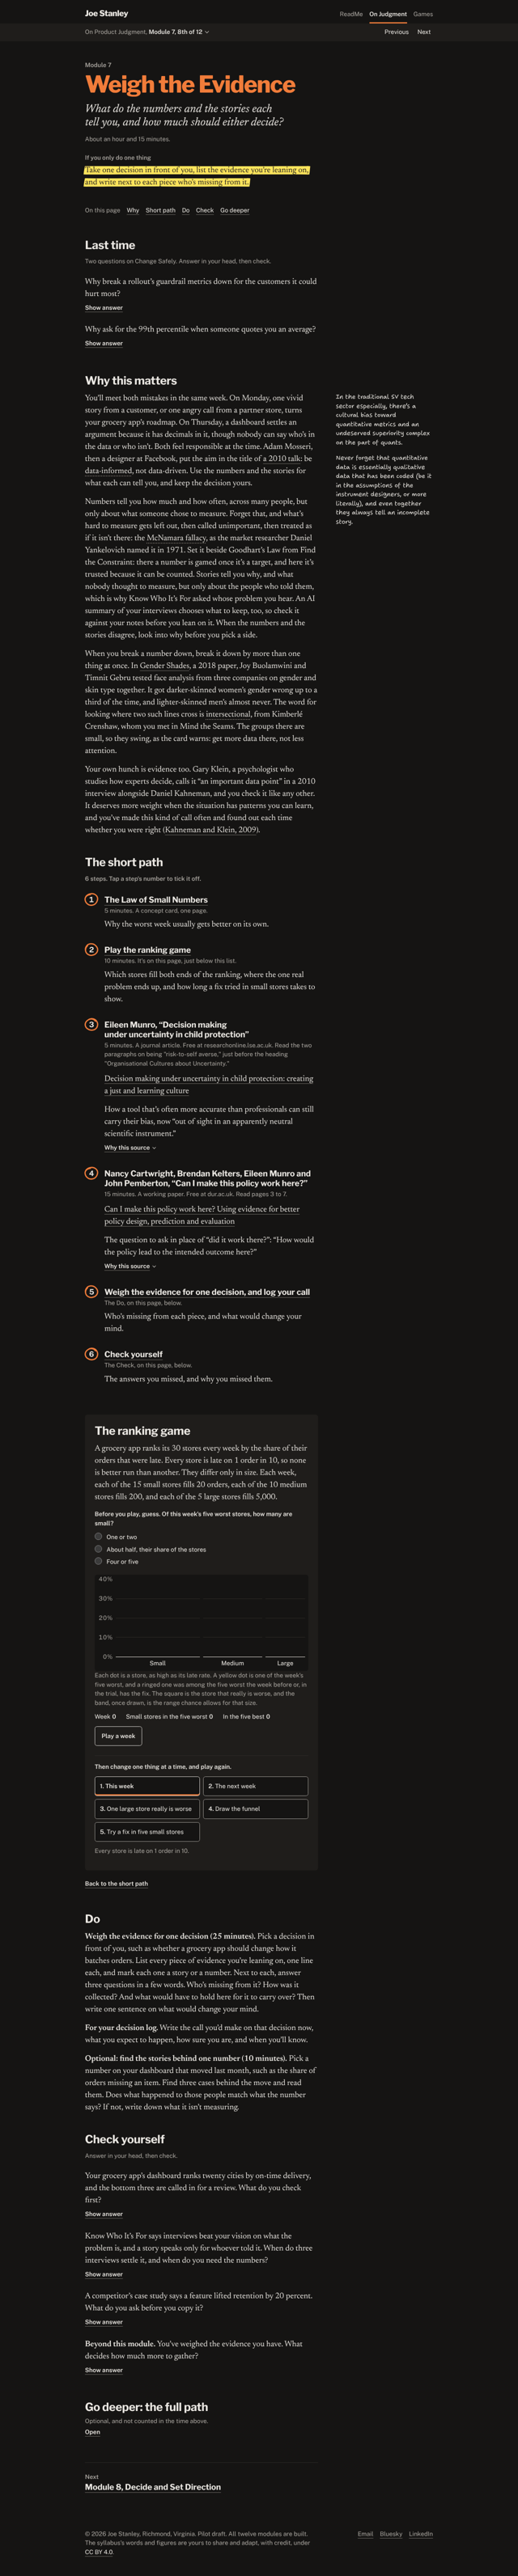 Joe Stanley
ReadMe On Judgment Games
On Product Judgment, Module 7, 8th of 12
Previous Next
Module 7
Weigh the Evidence
What do the numbers and the stories each
tell you, and how much should either decide?
About an hour and 15 minutes.
If you only do one thing
Take one decision in front of you, list the evidence you're leaning on,
and write next to each piece who's missing from it.
On this page Why Short path Do Check Go deeper
Last time
Two questions on Change Safely. Answer in your head, then check.
Why break a rollout's guardrail metrics down for the customers it could
hurt most?
Show answer
Why ask for the 99th percentile when someone quotes you an average?
Show answer
Why this matters
You'll meet both mistakes in the same week. On Monday, one vivid
story from a customer, or one angry call from a partner store, turns
your grocery app's roadmap. On Thursday, a dashboard settles an
argument because it has decimals in it, though nobody can say who's in
the data or who isn't. Both feel responsible at the time. Adam Mosseri,
then a designer at Facebook, put the aim in the title of a 2010 talk: be
data-informed, not data-driven. Use the numbers and the stories for
what each can tell you, and keep the decision yours.
Numbers tell you how much and how often, across many people, but
only about what someone chose to measure. Forget that, and what's
hard to measure gets left out, then called unimportant, then treated as
if it isn't there: the McNamara fallacy, as the market researcher Daniel
Yankelovich named it in 1971. Set it beside Goodhart's Law from Find
the Constraint: there a number is gamed once it's a target, and here it's
trusted because it can be counted. Stories tell you why, and what
nobody thought to measure, but only about the people who told them,
which is why Know Who It's For asked whose problem you hear. An AI
summary of your interviews chooses what to keep, too, so check it
against your notes before you lean on it. When the numbers and the
stories disagree, look into why before you pick a side.
When you break a number down, break it down by more than one
thing at once. In Gender Shades, a 2018 paper, Joy Buolamwini and
Timnit Gebru tested face analysis from three companies on gender and
skin type together. It got darker-skinned women's gender wrong up to a
third of the time, and lighter-skinned men's almost never. The word for
looking where two such lines cross is intersectional, from Kimberlé
Crenshaw, whom you met in Mind the Seams. The groups there are
small, so they swing, as the card warns: get more data there, not less
attention.
Your own hunch is evidence too. Gary Klein, a psychologist who
studies how experts decide, calls it "an important data point" in a 2010
interview alongside Daniel Kahneman, and you check it like any other.
It deserves more weight when the situation has patterns you can learn,
and you've made this kind of call often and found out each time
whether you were right (Kahneman and Klein, 2009).
In the traditional SV tech
sector especially, there's a
cultural bias toward
quantitative metrics and an
undeserved superiority complex
on the part of quants.
Never forget that quantitative
data is essentially qualitative
data that has been coded (be it
in the assumptions of the
instrument designers, or more
literally), and even together
they always tell an incomplete
story.
The short path
6 steps. Tap a step's number to tick it off.
1 The Law of Small Numbers
5 minutes. A concept card, one page.
Why the worst week usually gets better on its own.
2 Play the ranking game
10 minutes. It's on this page, just below this list.
Which stores fill both ends of the ranking, where the one real
problem ends up, and how long a fix tried in small stores takes to
show.
3 Eileen Munro, "Decision making
under uncertainty in child protection"
5 minutes. A journal article. Free at researchonline.lse.ac.uk. Read the two
paragraphs on being "risk-to-self averse," just before the heading
"Organisational Cultures about Uncertainty."
Decision making under uncertainty in child protection: creating
a just and learning culture
How a tool that's often more accurate than professionals can still
carry their bias, now "out of sight in an apparently neutral
scientific instrument."
Why this source
4 Nancy Cartwright, Brendan Kelters, Eileen Munro and
John Pemberton, "Can I make this policy work here?"
15 minutes. A working paper. Free at dur.ac.uk. Read pages 3 to 7.
Can I make this policy work here? Using evidence for better
policy design, prediction and evaluation
The question to ask in place of "did it work there?": "How would
the policy lead to the intended outcome here?"
Why this source
5 Weigh the evidence for one decision, and log your call
The Do, on this page, below.
Who's missing from each piece, and what would change your
mind.
6 Check yourself
The Check, on this page, below.
The answers you missed, and why you missed them.
The ranking game
A grocery app ranks its 30 stores every week by the share of their
orders that were late. Every store is late on 1 order in 10, so none
is better run than another. They differ only in size. Each week,
each of the 15 small stores fills 20 orders, each of the 10 medium
stores fills 200, and each of the 5 large stores fills 5,000.
Before you play, guess. Of this week's five worst stores, how many are
small?
One or two
About half, their share of the stores
Four or five
40%
30%
20%
10%
0%
Small Medium Large
Each dot is a store, as high as its late rate. A yellow dot is one of the week's
five worst, and a ringed one was among the five worst the week before or, in
the trial, has the fix. The square is the store that really is worse, and the
band, once drawn, is the range chance allows for that size.
Week 0 Small stores in the five worst 0 In the five best 0
Play a week
Then change one thing at a time, and play again.
1. This week
2. The next week
3. One large store really is worse
4. Draw the funnel
5. Try a fix in five small stores
Every store is late on 1 order in 10.
Back to the short path
Do
Weigh the evidence for one decision (25 minutes). Pick a decision in
front of you, such as whether a grocery app should change how it
batches orders. List every piece of evidence you're leaning on, one line
each, and mark each one a story or a number. Next to each, answer
three questions in a few words. Who's missing from it? How was it
collected? And what would have to hold here for it to carry over? Then
write one sentence on what would change your mind.
For your decision log. Write the call you'd make on that decision now,
what you expect to happen, how sure you are, and when you'll know.
Optional: find the stories behind one number (10 minutes). Pick a
number on your dashboard that moved last month, such as the share of
orders missing an item. Find three cases behind the move and read
them. Does what happened to those people match what the number
says? If not, write down what it isn't measuring.
Check yourself
Answer in your head, then check.
Your grocery app's dashboard ranks twenty cities by on-time delivery,
and the bottom three are called in for a review. What do you check
first?
Show answer
Know Who It's For says interviews beat your vision on what the
problem is, and a story speaks only for whoever told it. When do three
interviews settle it, and when do you need the numbers?
Show answer
A competitor's case study says a feature lifted retention by 20 percent.
What do you ask before you copy it?
Show answer
Beyond this module. You've weighed the evidence you have. What
decides how much more to gather?
Show answer
Go deeper: the full path
Optional, and not counted in the time above.
Open
Next
Module 8, Decide and Set Direction
© 2026 Joe Stanley, Richmond, Virginia. Pilot draft. All twelve modules are built.
The syllabus's words and figures are yours to share and adapt, with credit, under
CC BY 4.0.
Email Bluesky LinkedIn